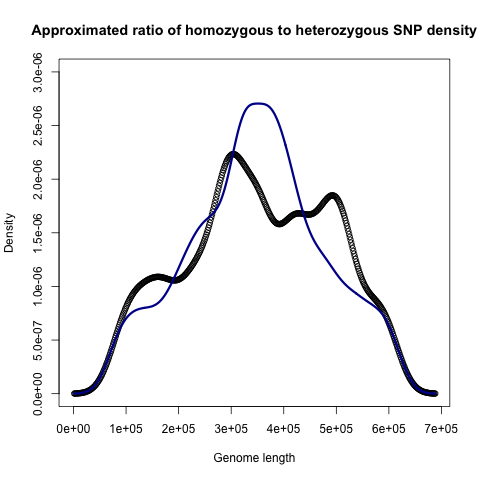 Approximated ratio of homozygous to heterozygous SNP density
Density
3.0e-06
2.5e-06
2.0e-06
1.5e-06
1.0e-06
5.0e-07
0.0e+00
0e+00 1e+05 2e+05 3e+05 4e+05 5e+05 6e+05 7e+05
Genome length